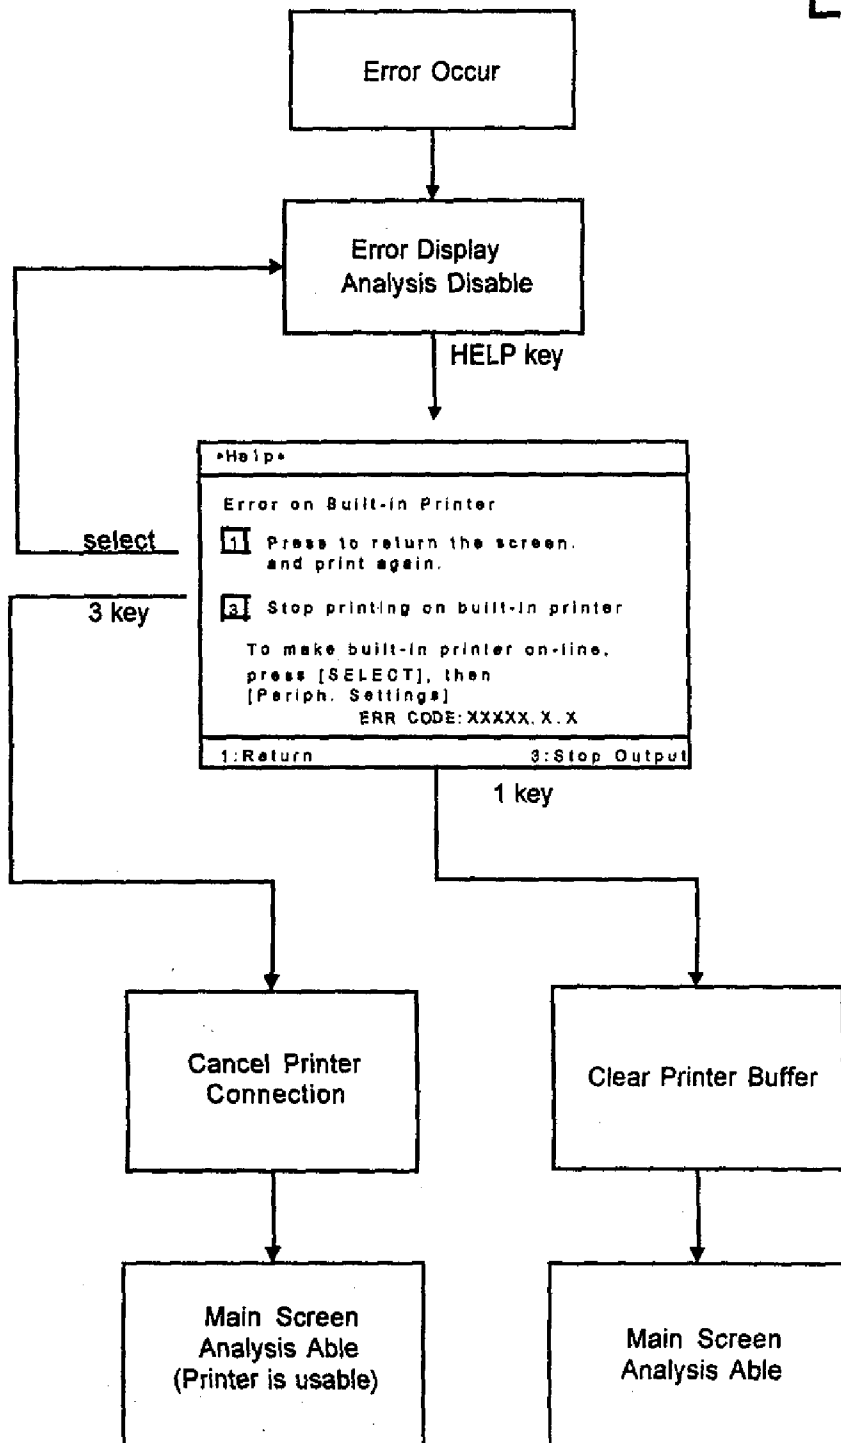 Error Occur
Error Display
Analysis Disable
HELP key
*Help*
Error on Built-in Printer
select
1 Press to return the screen.
and print again.
3 key
3 Stop printing on built-in printer
To make built-in printer on-line,
press [SELECT], then
[Periph. Settings]
ERR CODE: XXXXX. X. X
1:Return 3:Stop Output
1 key
Cancel Printer
Connection
Clear Printer Buffer
Main Screen
Analysis Able
(Printer is usable)
Main Screen
Analysis Able